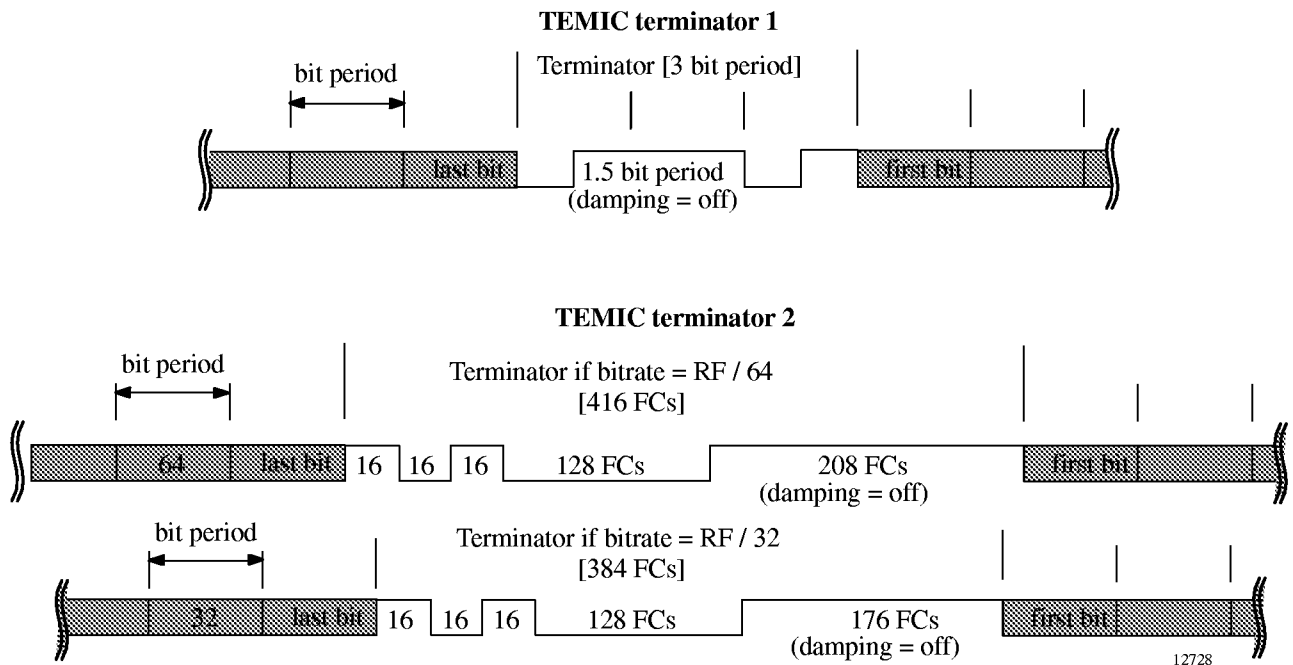 TEMIC terminator 1
Terminator [3 bit period]
bit period
last bit
1.5 bit period
(damping = off)
first bit
TEMIC terminator 2
bit period
Terminator if bitrate = RF / 64
[416 FCs]
64
last bit
16
16
16
128 FCs
208 FCs
(damping = off)
first bit
bit period
Terminator if bitrate = RF / 32
[384 FCs]
32
last bit
16
16
16
128 FCs
176 FCs
(damping = off)
first bit
12728